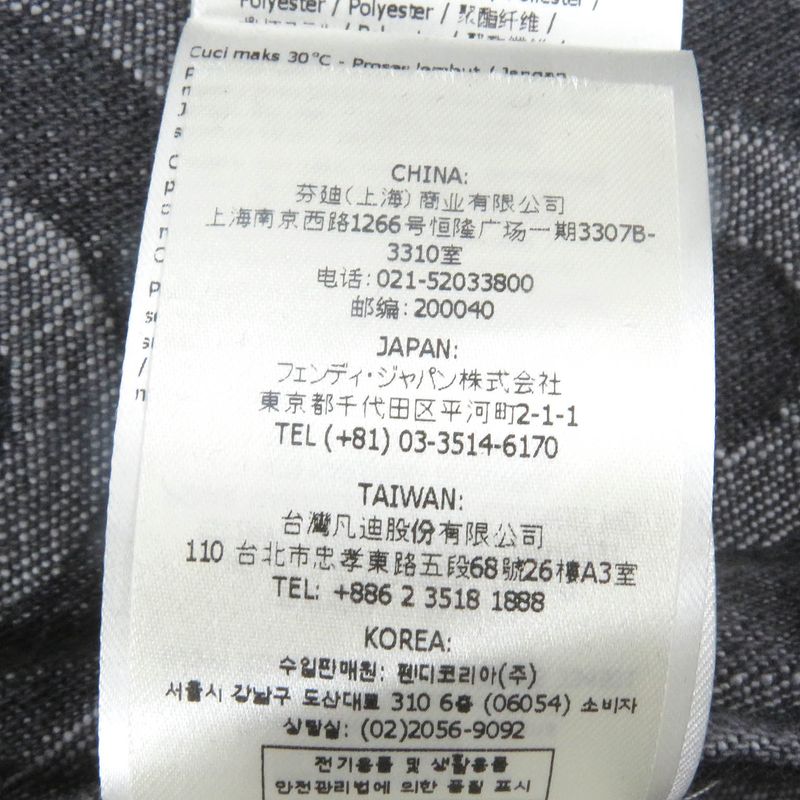 Polyester / Polyester / 聚酯纤维 /
Cuci maks 30°C - Proses lembut / Jangan
CHINA:
芬廸(上海)商业有限公司
上海南京西路1266号恒隆广场一期3307B-
3310室
电话: 021-52033800
邮编: 200040
JAPAN:
フェンディ・ジャパン株式会社
東京都千代田区平河町2-1-1
TEL (+81) 03-3514-6170
TAIWAN:
台灣凡迪股份有限公司
110 台北市忠孝東路五段68號26樓A3室
TEL: +886 2 3518 1888
KOREA:
수입판매원: 펜디코리아(주)
서울시 강남구 도산대로 310 6층 (06054) 소비자
상담실: (02)2056-9092
전기용품 및 생활용품
안전관리법에 의한 품질 표시